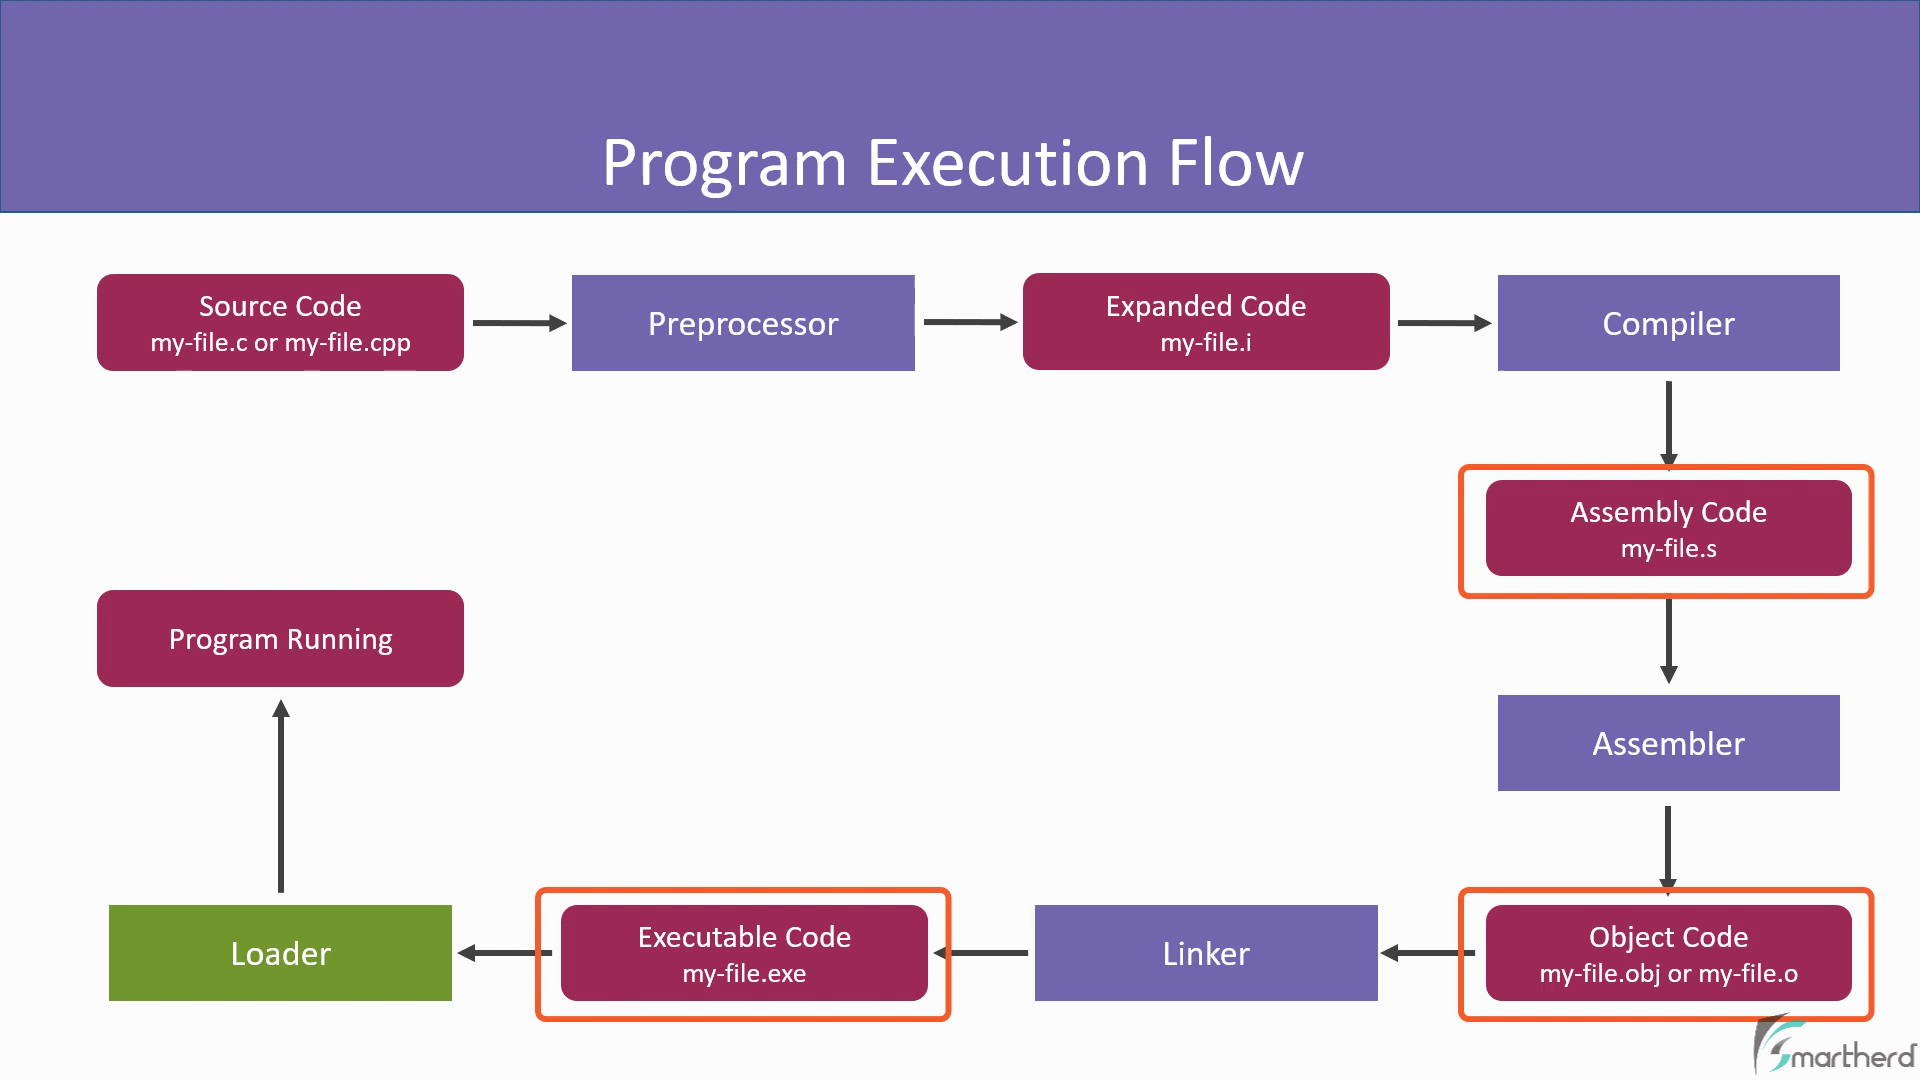 Program Execution Flow
Source Code
my-file.c or my-file.cpp
Preprocessor
Expanded Code
my-file.i
Compiler
Assembly Code
my-file.s
Assembler
Object Code
my-file.obj or my-file.o
Linker
Executable Code
my-file.exe
Loader
Program Running
Smartherd